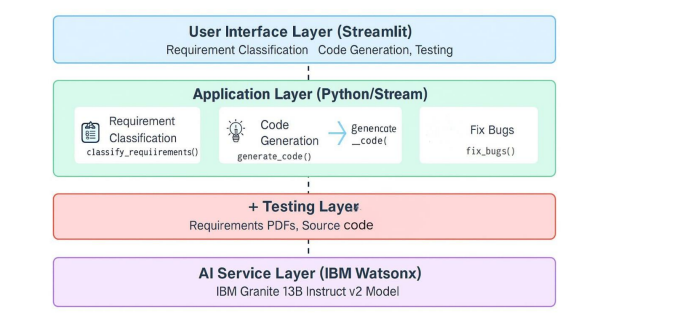 User Interface Layer (Streamlit)
Requirement Classification Code Generation, Testing
Application Layer (Python/Stream)
Requirement
Classification
classify_requiirements()
Code
Generation
generate_code()
genencate
__code(
Fix Bugs
fix_bugs()
+ Testing Layer
Requirements PDFs, Source code
AI Service Layer (IBM Watsonx)
IBM Granite 13B Instruct v2 Model